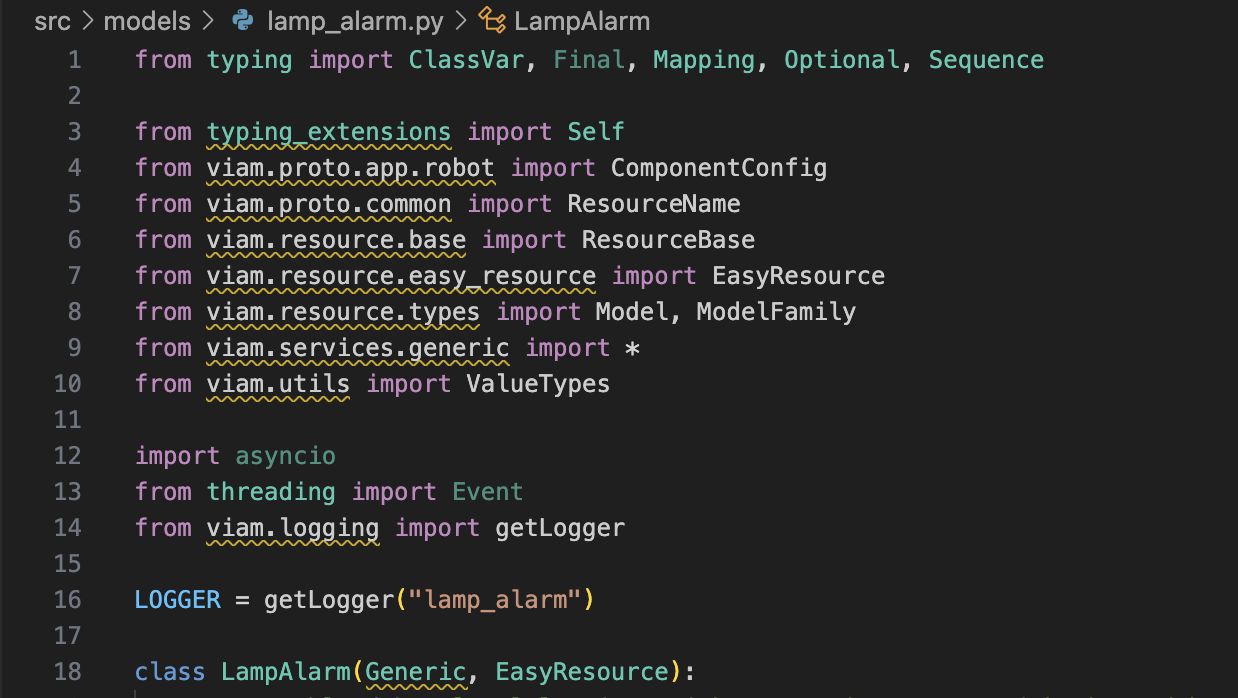 src > models > lamp_alarm.py > LampAlarm
1 from typing import ClassVar, Final, Mapping, Optional, Sequence
2
3 from typing_extensions import Self
4 from viam.proto.app.robot import ComponentConfig
5 from viam.proto.common import ResourceName
6 from viam.resource.base import ResourceBase
7 from viam.resource.easy_resource import EasyResource
8 from viam.resource.types import Model, ModelFamily
9 from viam.services.generic import *
10 from viam.utils import ValueTypes
11
12 import asyncio
13 from threading import Event
14 from viam.logging import getLogger
15
16 LOGGER = getLogger("lamp_alarm")
17
18 class LampAlarm(Generic, EasyResource):